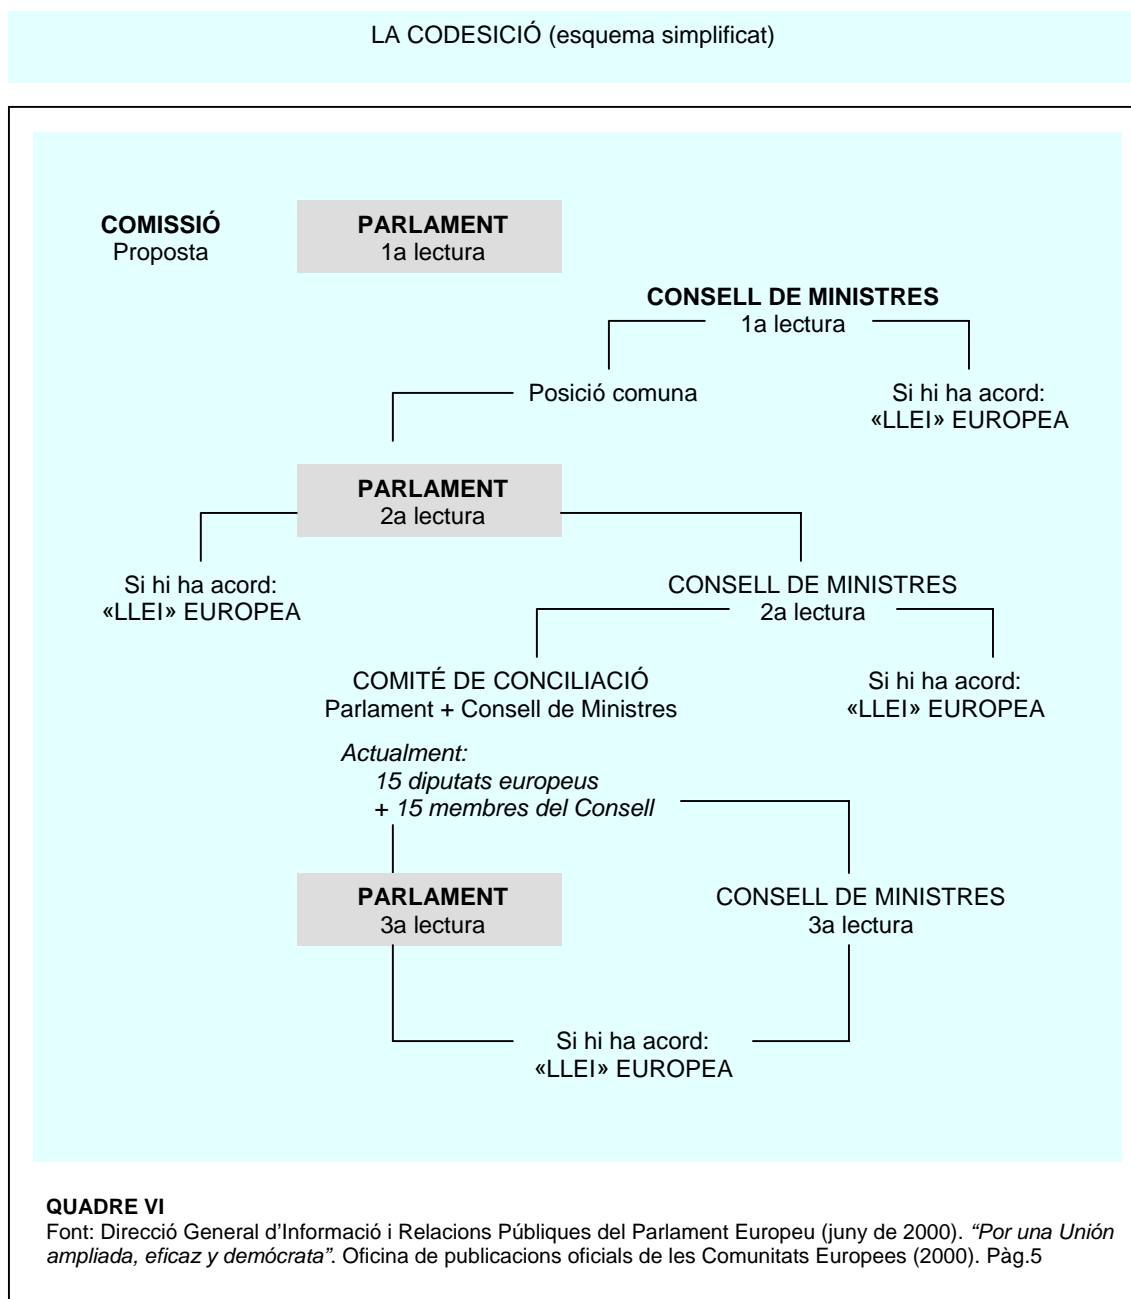 LA CODESICIÓ (esquema simplificat)
COMISSIÓ
Proposta
PARLAMENT
1a lectura
CONSELL DE MINISTRES
1a lectura
Posició comuna
Si hi ha acord:
«LLEI» EUROPEA
PARLAMENT
2a lectura
Si hi ha acord:
«LLEI» EUROPEA
CONSELL DE MINISTRES
2a lectura
COMITÉ DE CONCILIACIÓ
Parlament + Consell de Ministres
Si hi ha acord:
«LLEI» EUROPEA
Actualment:
15 diputats europeus
+ 15 membres del Consell
PARLAMENT
3a lectura
CONSELL DE MINISTRES
3a lectura
Si hi ha acord:
«LLEI» EUROPEA
QUADRE VI
Font: Direcció General d’Informació i Relacions Públiques del Parlament Europeu (juny de 2000). “Por una Unión
ampliada, eficaz y demócrata”. Oficina de publicacions oficials de les Comunitats Europees (2000). Pàg.5